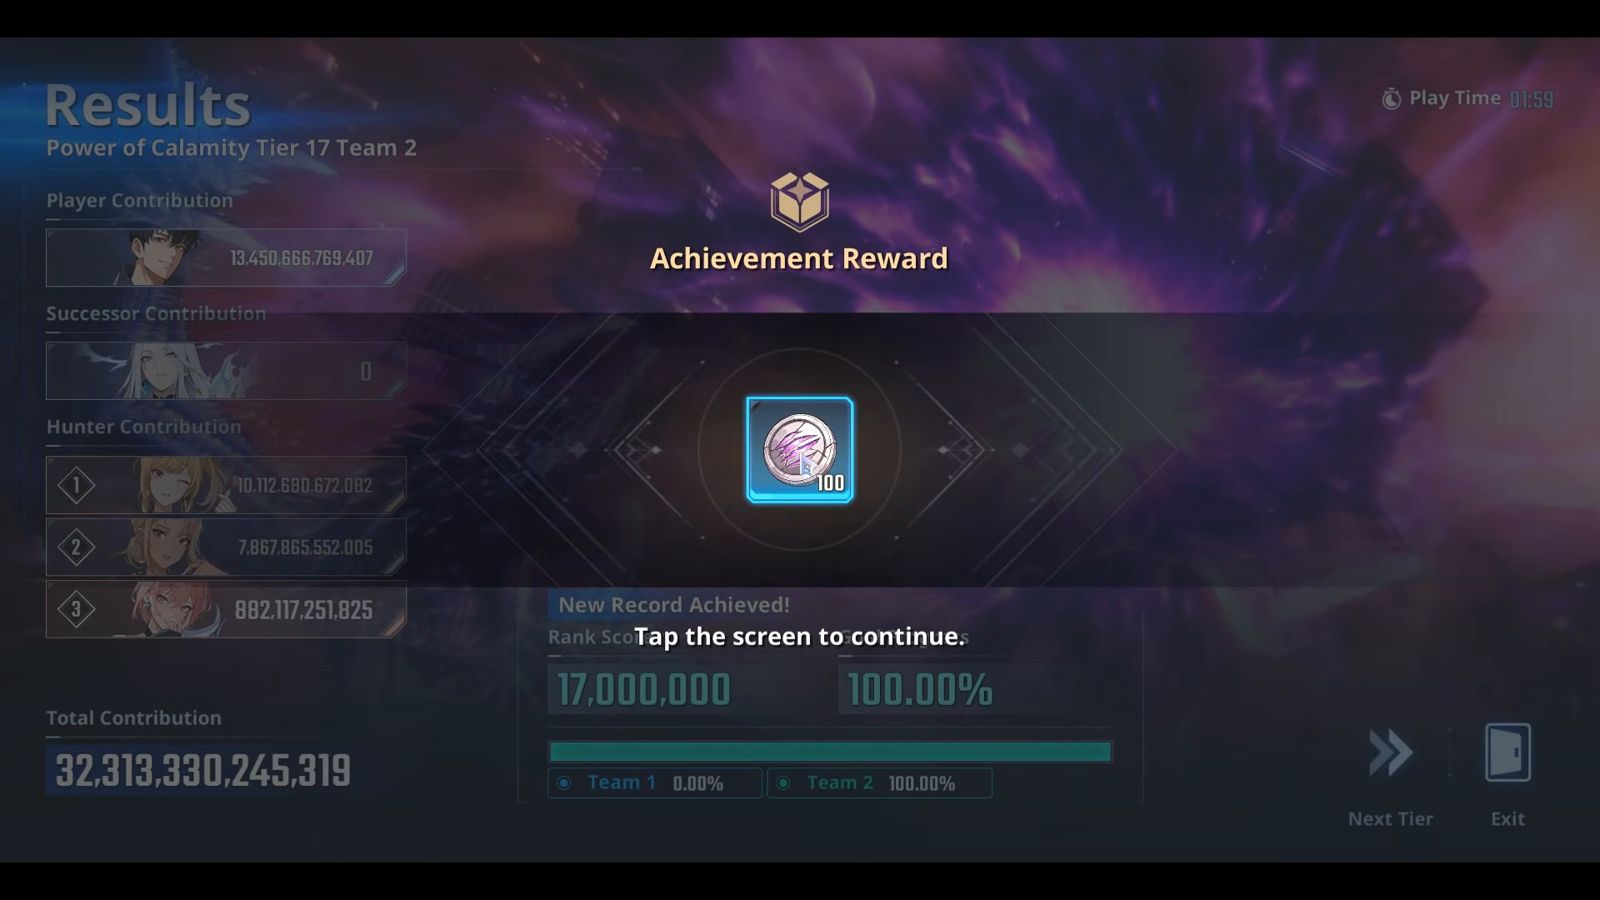 Results
Power of Calamity Tier 17 Team 2
Play Time 01:59
Player Contribution
13,450,666,769,407
Successor Contribution
0
Hunter Contribution
1 10,112,680,672,082
2 7,867,865,552,005
3 882,117,251,825
Total Contribution
32,313,330,245,319
Achievement Reward
100
New Record Achieved!
Rank
Tap the screen to continue.
17,000,000
100.00%
Team 1 0.00%
Team 2 100.00%
Next Tier
Exit